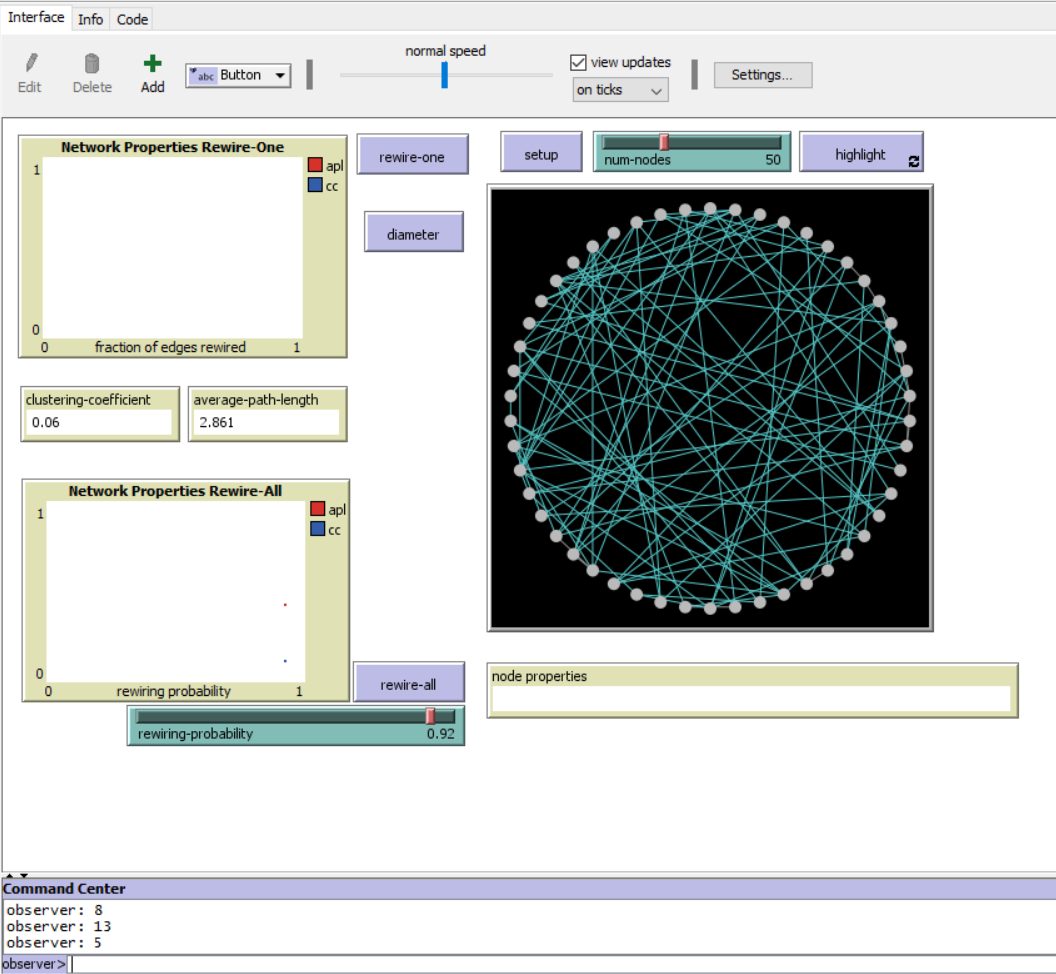 Interface Info Code
normal speed
Edit Delete Add
abc Button
view updates
on ticks
Settings...
Network Properties Rewire-One
1
0
0 fraction of edges rewired 1
apl
cc
rewire-one
diameter
setup
num-nodes 50
highlight
clustering-coefficient
0.06
average-path-length
2.861
Network Properties Rewire-All
1
0
0 rewiring probability 1
apl
cc
rewire-all
rewiring-probability 0.92
node properties
Command Center
observer: 8
observer: 13
observer: 5
observer>